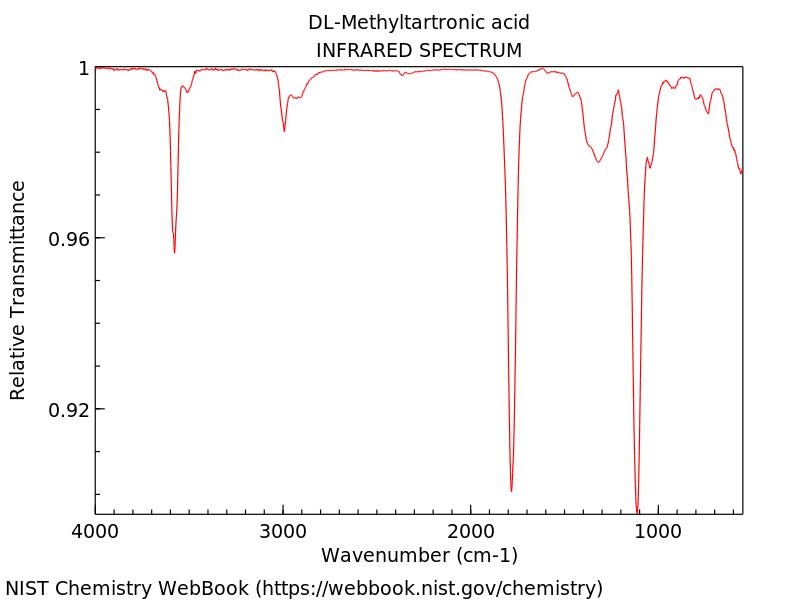 DL-Methyltartronic acid
INFRARED SPECTRUM
1
0.96
0.92
Relative Transmittance
4000 3000 2000 1000
Wavenumber (cm-1)
NIST Chemistry WebBook (https://webbook.nist.gov/chemistry)